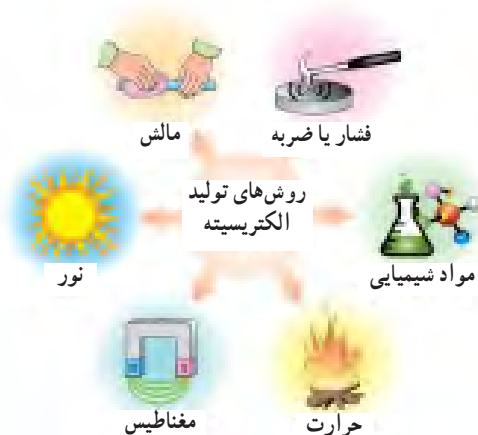 فشار یا ضربه
مالش
روش‌های تولید
الکتریسیته
مواد شیمیایی
نور
حرارت
مغناطیس